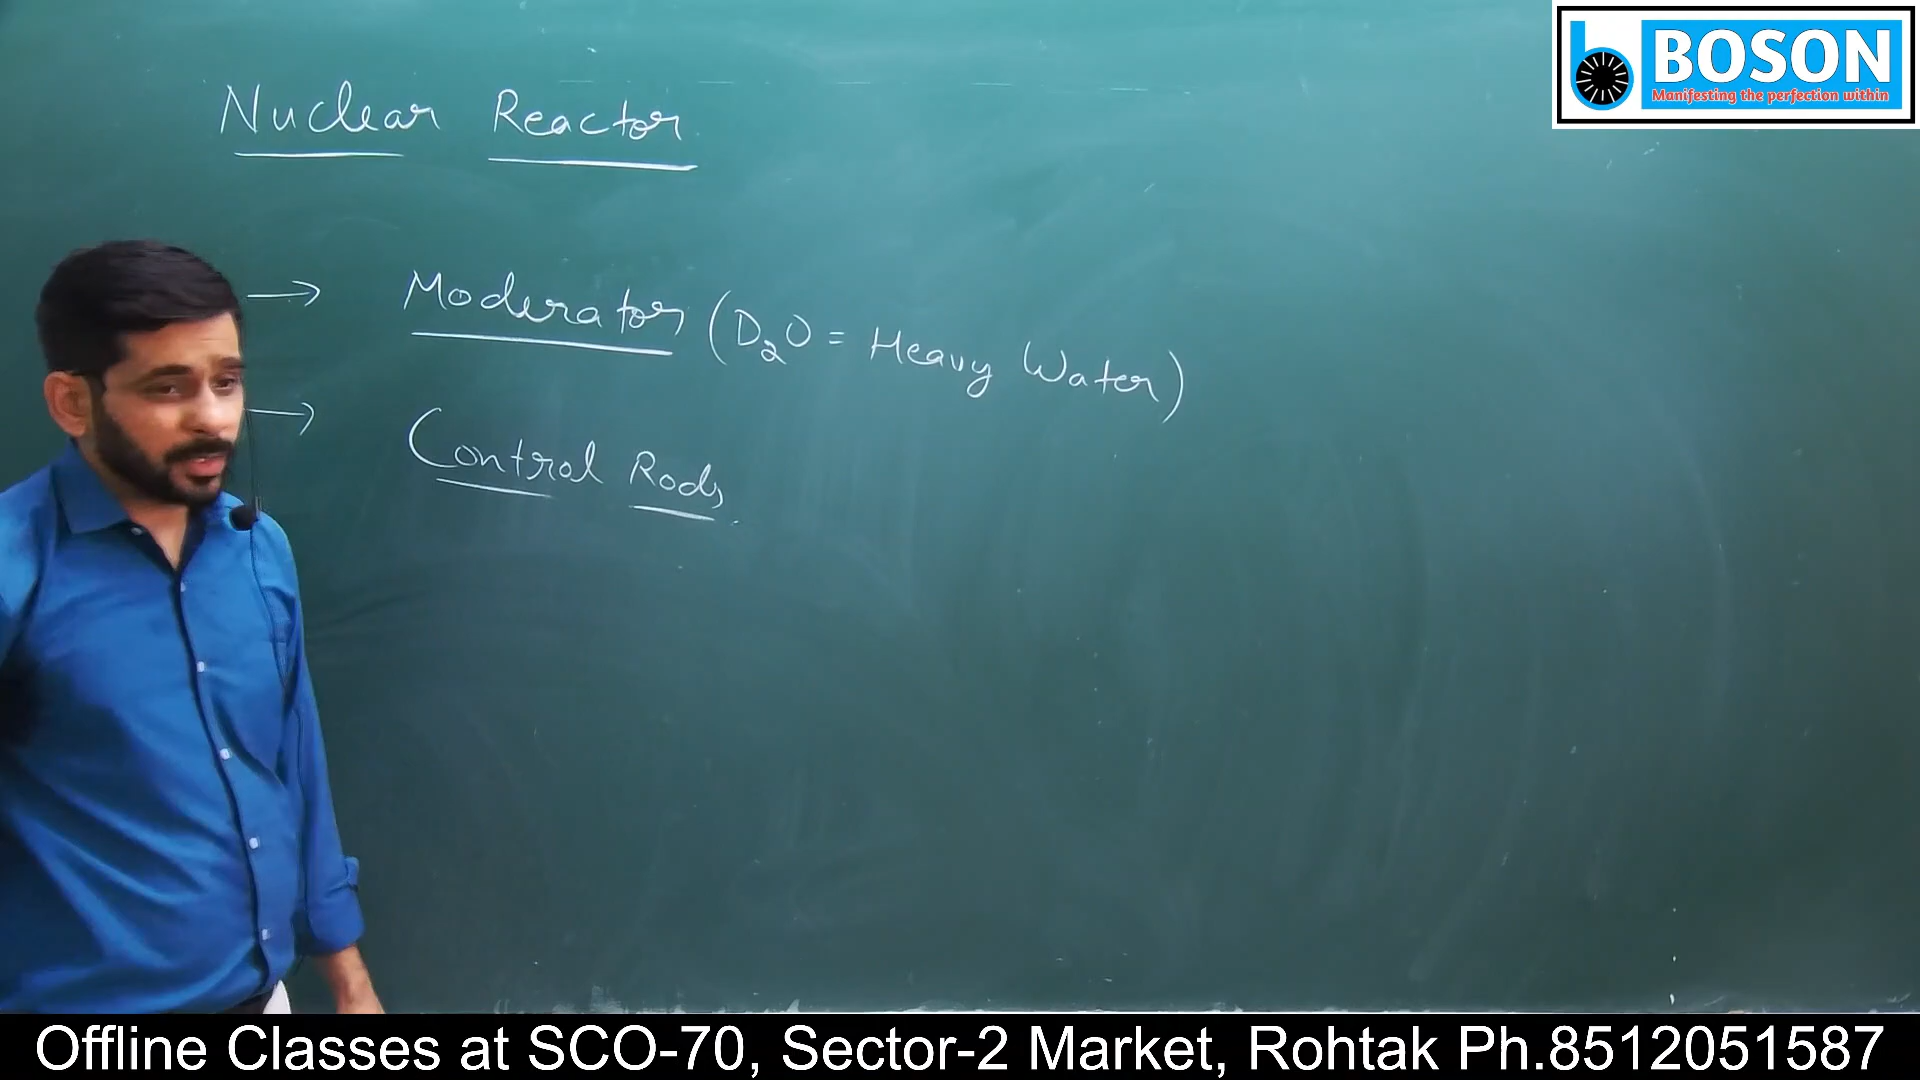 BOSON
Manifesting the perfection within
Nuclear Reactor
→ Moderator (D₂O = Heavy Water)
→ Control Rods
Offline Classes at SCO-70, Sector-2 Market, Rohtak Ph.8512051587